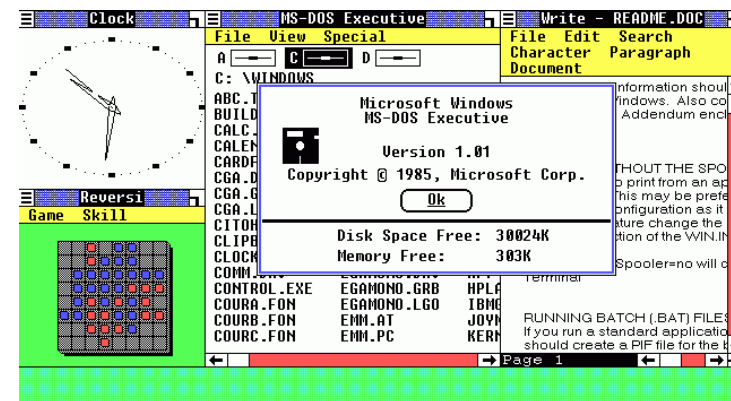 Clock
MS-DOS Executive
File View Special
A C D
C: \WINDOWS
ABC.T
BUILD
CALC.
CALEN
CARDF
CGA.D
CGA.G
CGA.L
CITOH
CLIPB
CLOCK
CONTROL.EXE EGAMONO.GRB HPLA
COURA.FON EGAMONO.LGO IBMG
COURB.FON EMM.AT JOYM
COURC.FON EMM.PC KERN
Microsoft Windows
MS-DOS Executive
Version 1.01
Copyright © 1985, Microsoft Corp.
Ok
Disk Space Free: 30024K
Memory Free: 303K
Write - README.DOC
File Edit Search
Character Paragraph
Document
nformation shoul
indows. Also co
Addendum encl
THOUT THE SPO
o print from an ap
his may be prefe
onfiguration as it
ature change the
ction of the WIN.IN
Spooler=no will c
Terminal
RUNNING BATCH (.BAT) FILES
If you run a standard applicatio
should create a PIF file for the b
Page 1
Reversi
Game Skill